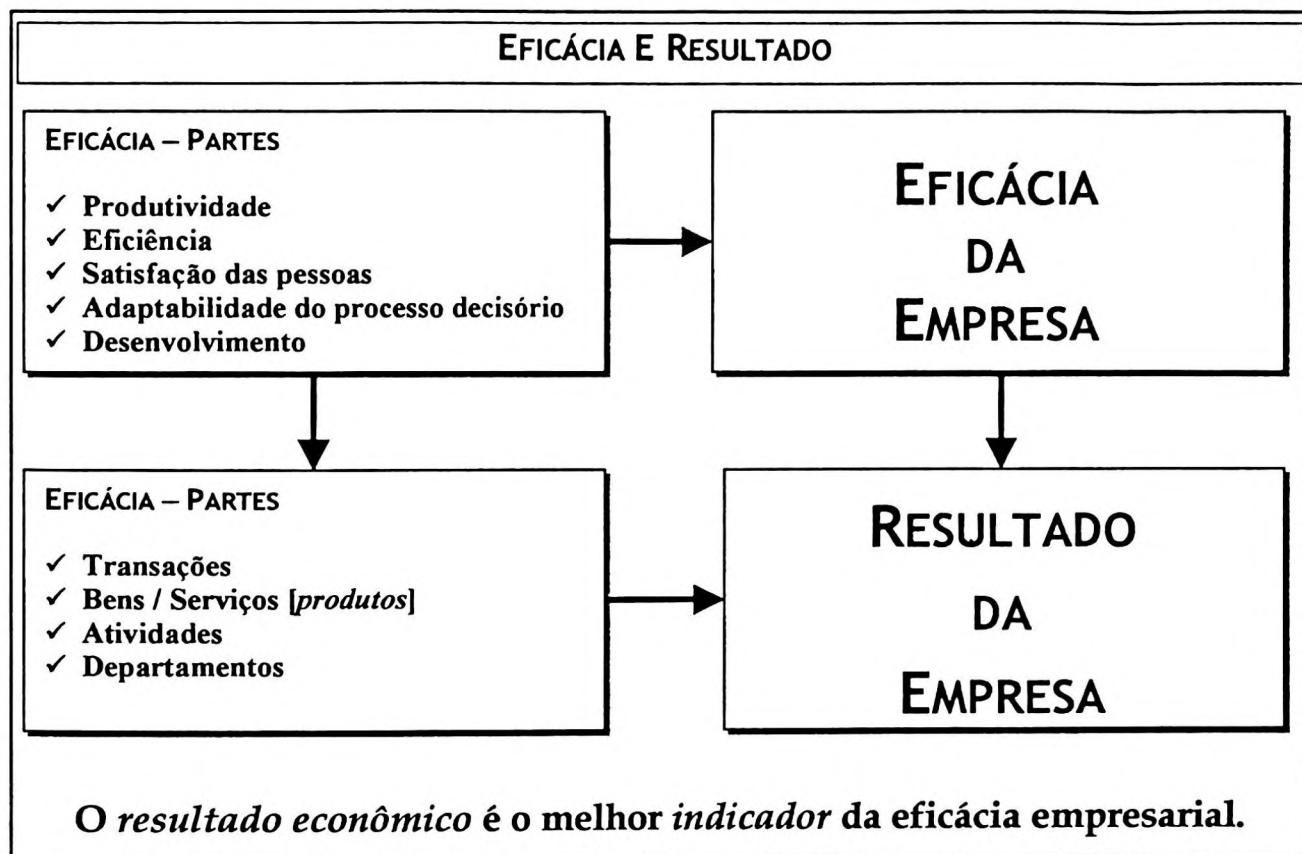 EFICÁCIA E RESULTADO
EFICÁCIA – PARTES
✓ Produtividade
✓ Eficiência
✓ Satisfação das pessoas
✓ Adaptabilidade do processo decisório
✓ Desenvolvimento
EFICÁCIA
DA
EMPRESA
EFICÁCIA – PARTES
✓ Transações
✓ Bens / Serviços [produtos]
✓ Atividades
✓ Departamentos
RESULTADO
DA
EMPRESA
O resultado econômico é o melhor indicador da eficácia empresarial.